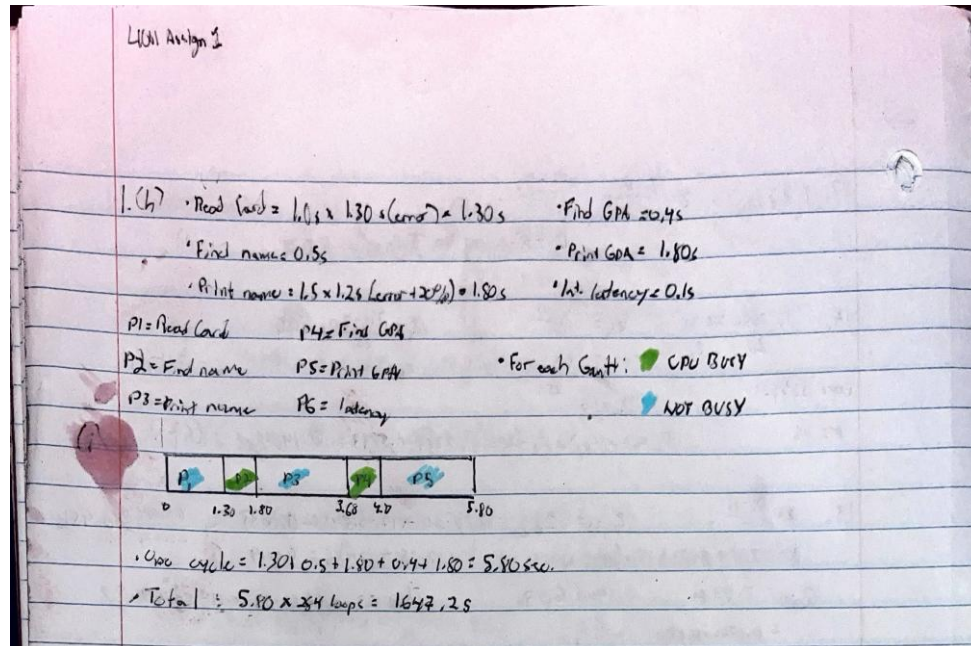 Assign 1
1. (h) • Read Card = 1.0s x 1.30 s (error) = 1.30s • Find GPA = 0.4s
• Find name = 0.5s • Print GPA = 1.80s
• Print name = 1.5 x 1.2s (error +20%) = 1.80s • Int. latency = 0.1s
P1 = Read Card P4 = Find GPA
P2 = Find name P5 = Print GPA • For each Gantt: CPU BUSY
P3 = Print name P6 = latency NOT BUSY
i)
P1 P2 P3 P4 P5
0 1.30 1.80 3.60 4.0 5.80
• One cycle = 1.30 + 0.5 + 1.80 + 0.4 + 1.80 = 5.80 sec.
• Total : 5.80 x 284 loops = 1647.2s